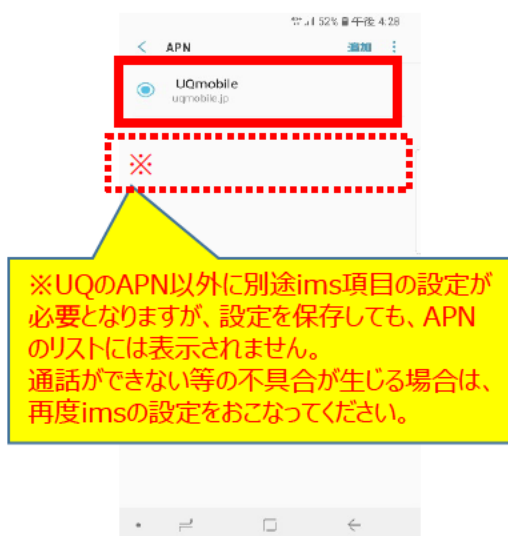 52% 午後 4:28
APN 追加
UQmobile
uqmobile.jp
※
※UQのAPN以外に別途ims項目の設定が
必要となりますが、設定を保存しても、APN
のリストには表示されません。
通話ができない等の不具合が生じる場合は、
再度imsの設定をおこなってください。